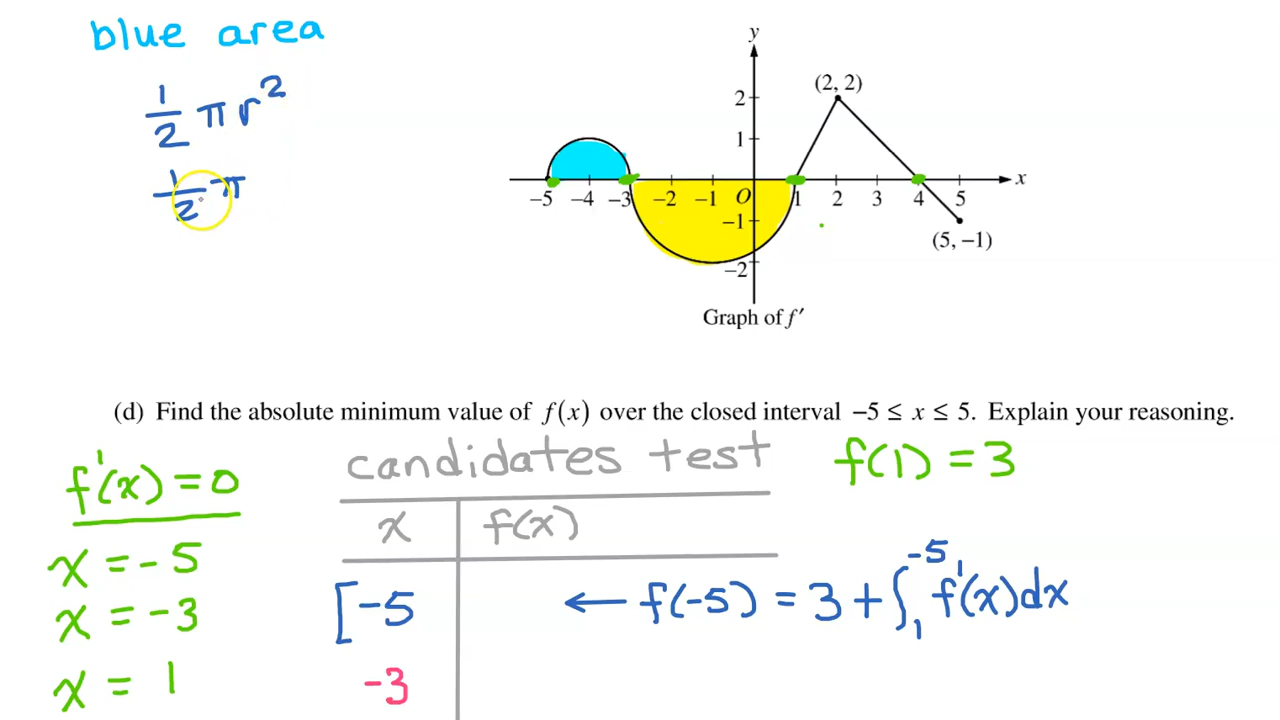 blue area
1/2 π r²
1/2 π
y
(2, 2)
2
1
-5 -4 -3 -2 -1 O 1 2 3 4 5 x
-1
(5, -1)
-2
Graph of f'
(d) Find the absolute minimum value of f(x) over the closed interval -5 ≤ x ≤ 5. Explain your reasoning.
candidates test
f(1) = 3
f'(x) = 0
x f(x)
x = -5
x = -3
x = 1
[-5 ← f(-5) = 3 + ∫₁⁻⁵ f'(x)dx
-3